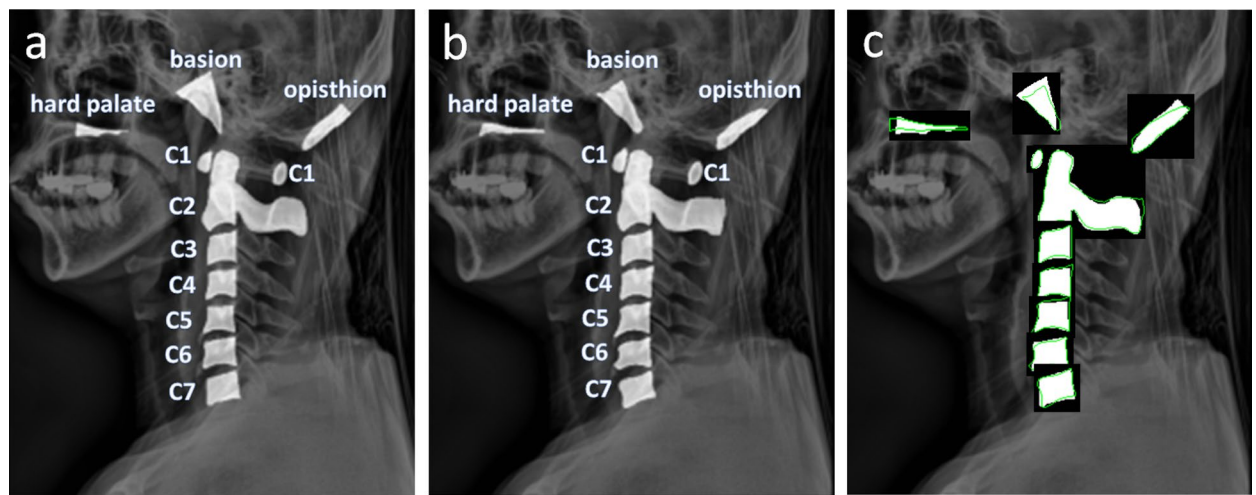 a
basion
opisthion
hard palate
C1
C1
C2
C3
C4
C5
C6
C7
b
basion
opisthion
hard palate
C1
C1
C2
C3
C4
C5
C6
C7
c